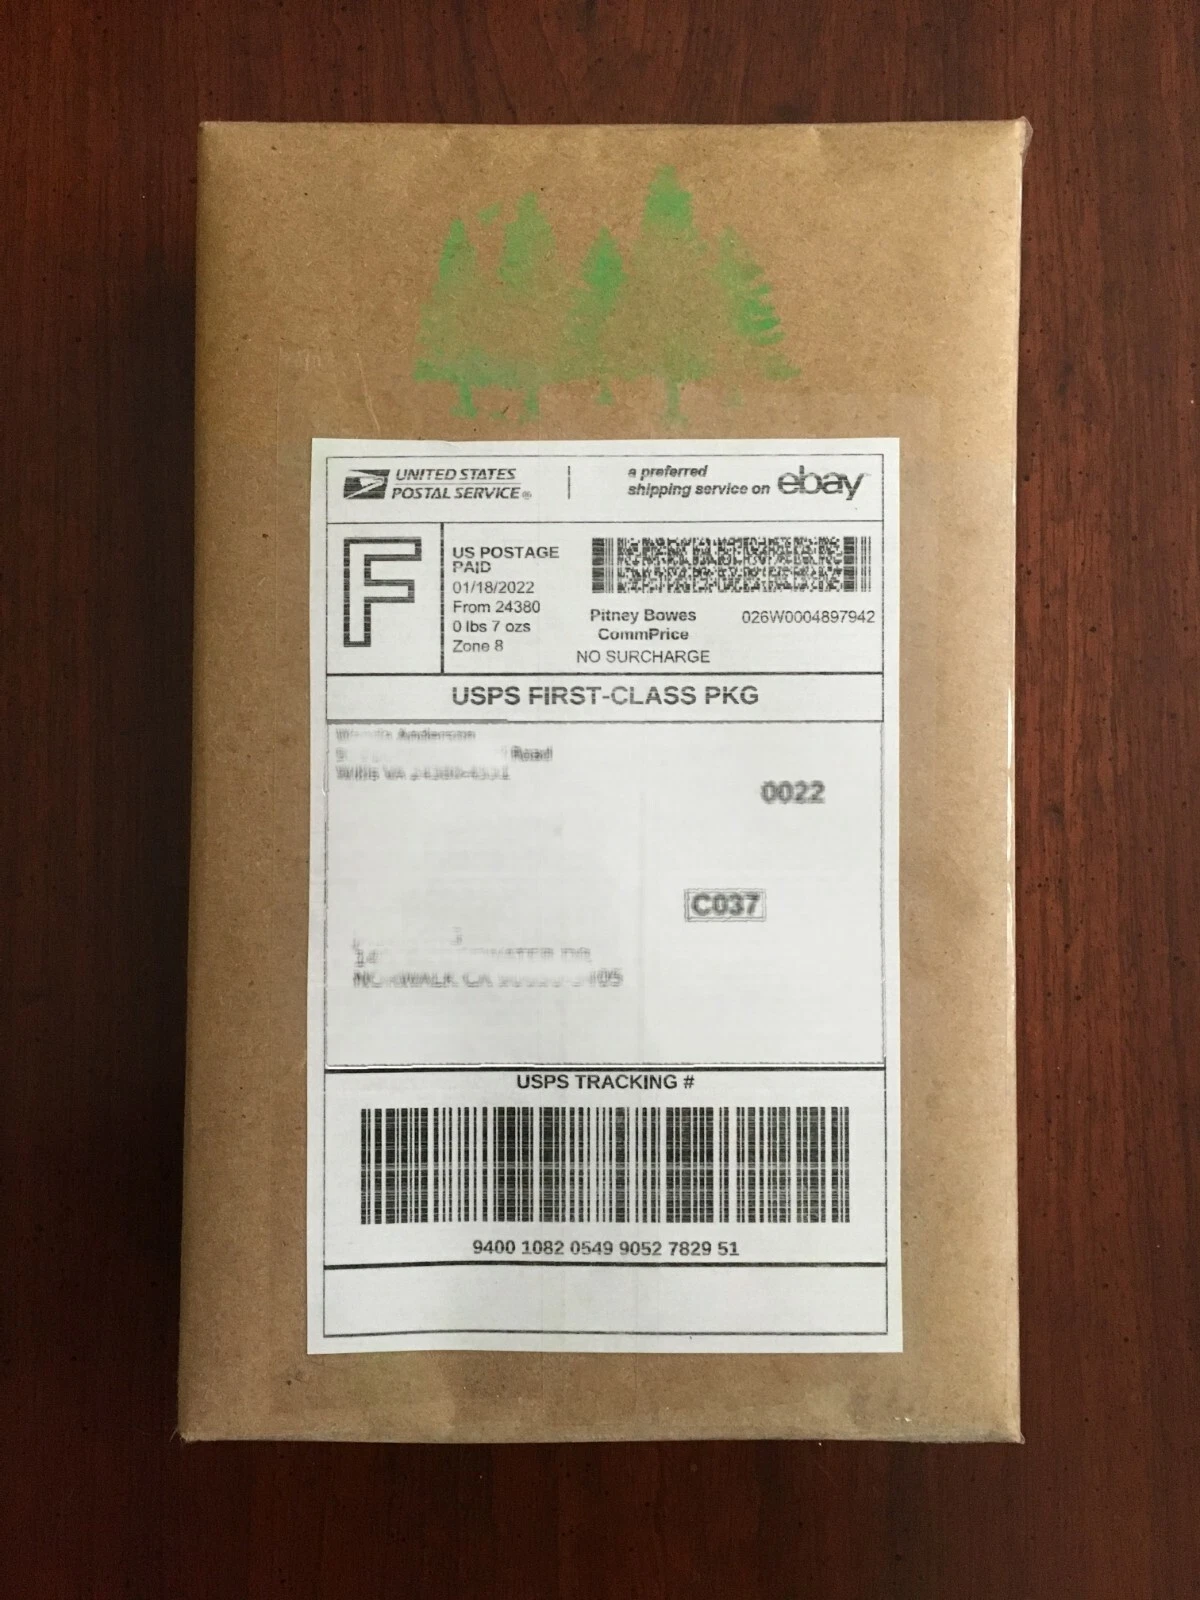 UNITED STATES
POSTAL SERVICE®
a preferred
shipping service on ebay
F
US POSTAGE
PAID
01/18/2022
From 24380
0 lbs 7 ozs
Zone 8
Pitney Bowes
CommPrice
026W0004897942
NO SURCHARGE
USPS FIRST-CLASS PKG
Anderson
Road
0022
C037
USPS TRACKING #
9400 1082 0549 9052 7829 51